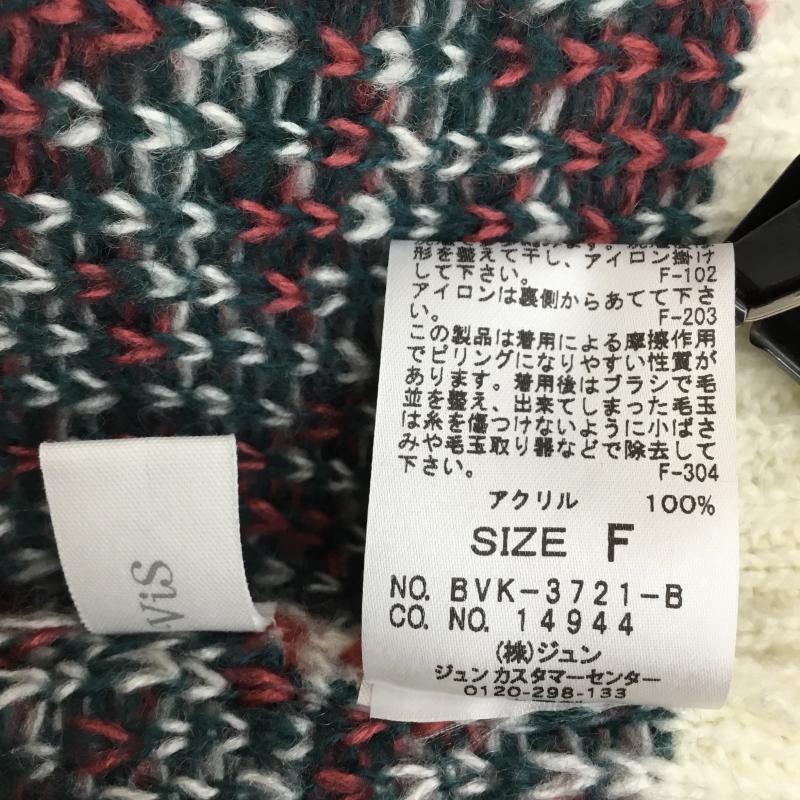 形を整えて干し、アイロン掛け
して下さい。 F-102
アイロンは裏側からあてて下さ
い。 F-203
この製品は着用による摩擦作用
でピリングになりやすい性質が
あります。着用後はブラシで毛
並を整え、出来てしまった毛玉
は糸を傷つけないように小ばさ
みや毛玉取り器などで除去して
下さい。 F-304
アクリル 100%
SIZE F
NO. BVK-3721-B
CO. NO. 14944
(株)ジュン
ジュンカスタマーセンター
0120-298-133
ViS